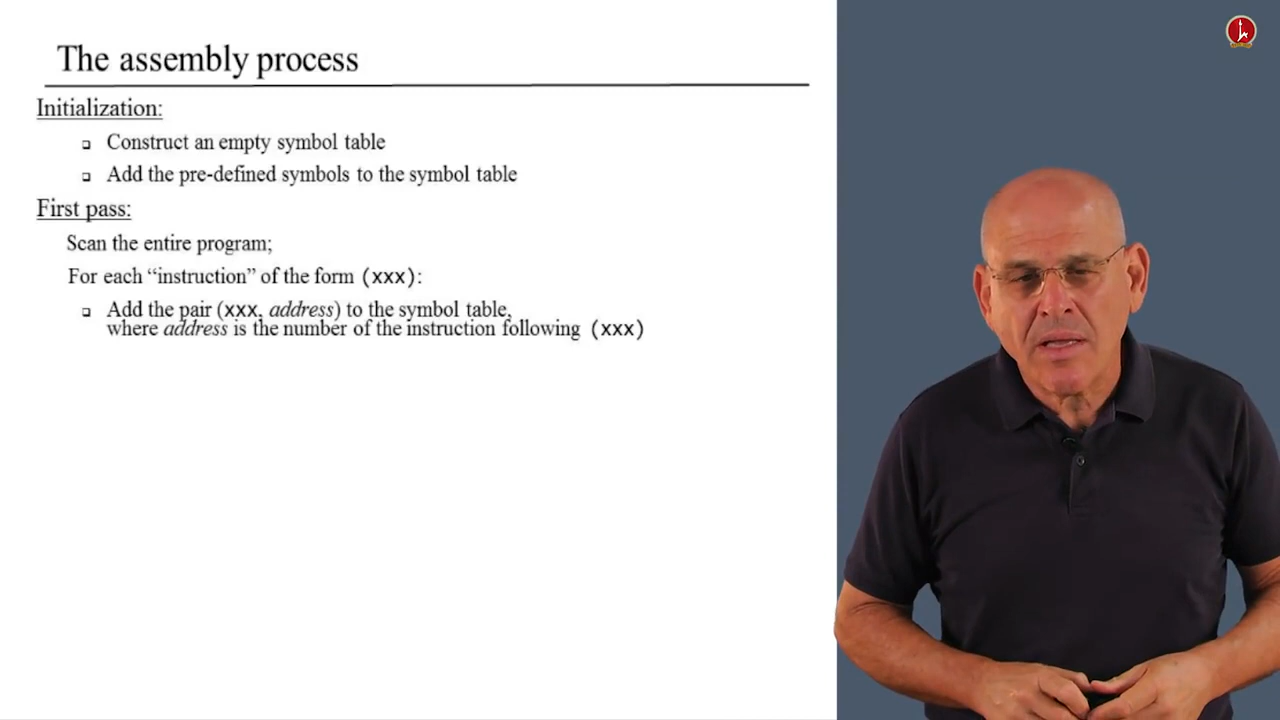 The assembly process
Initialization:
Construct an empty symbol table
Add the pre-defined symbols to the symbol table
First pass:
Scan the entire program;
For each “instruction” of the form (xxx):
Add the pair (xxx, address) to the symbol table,
where address is the number of the instruction following (xxx)